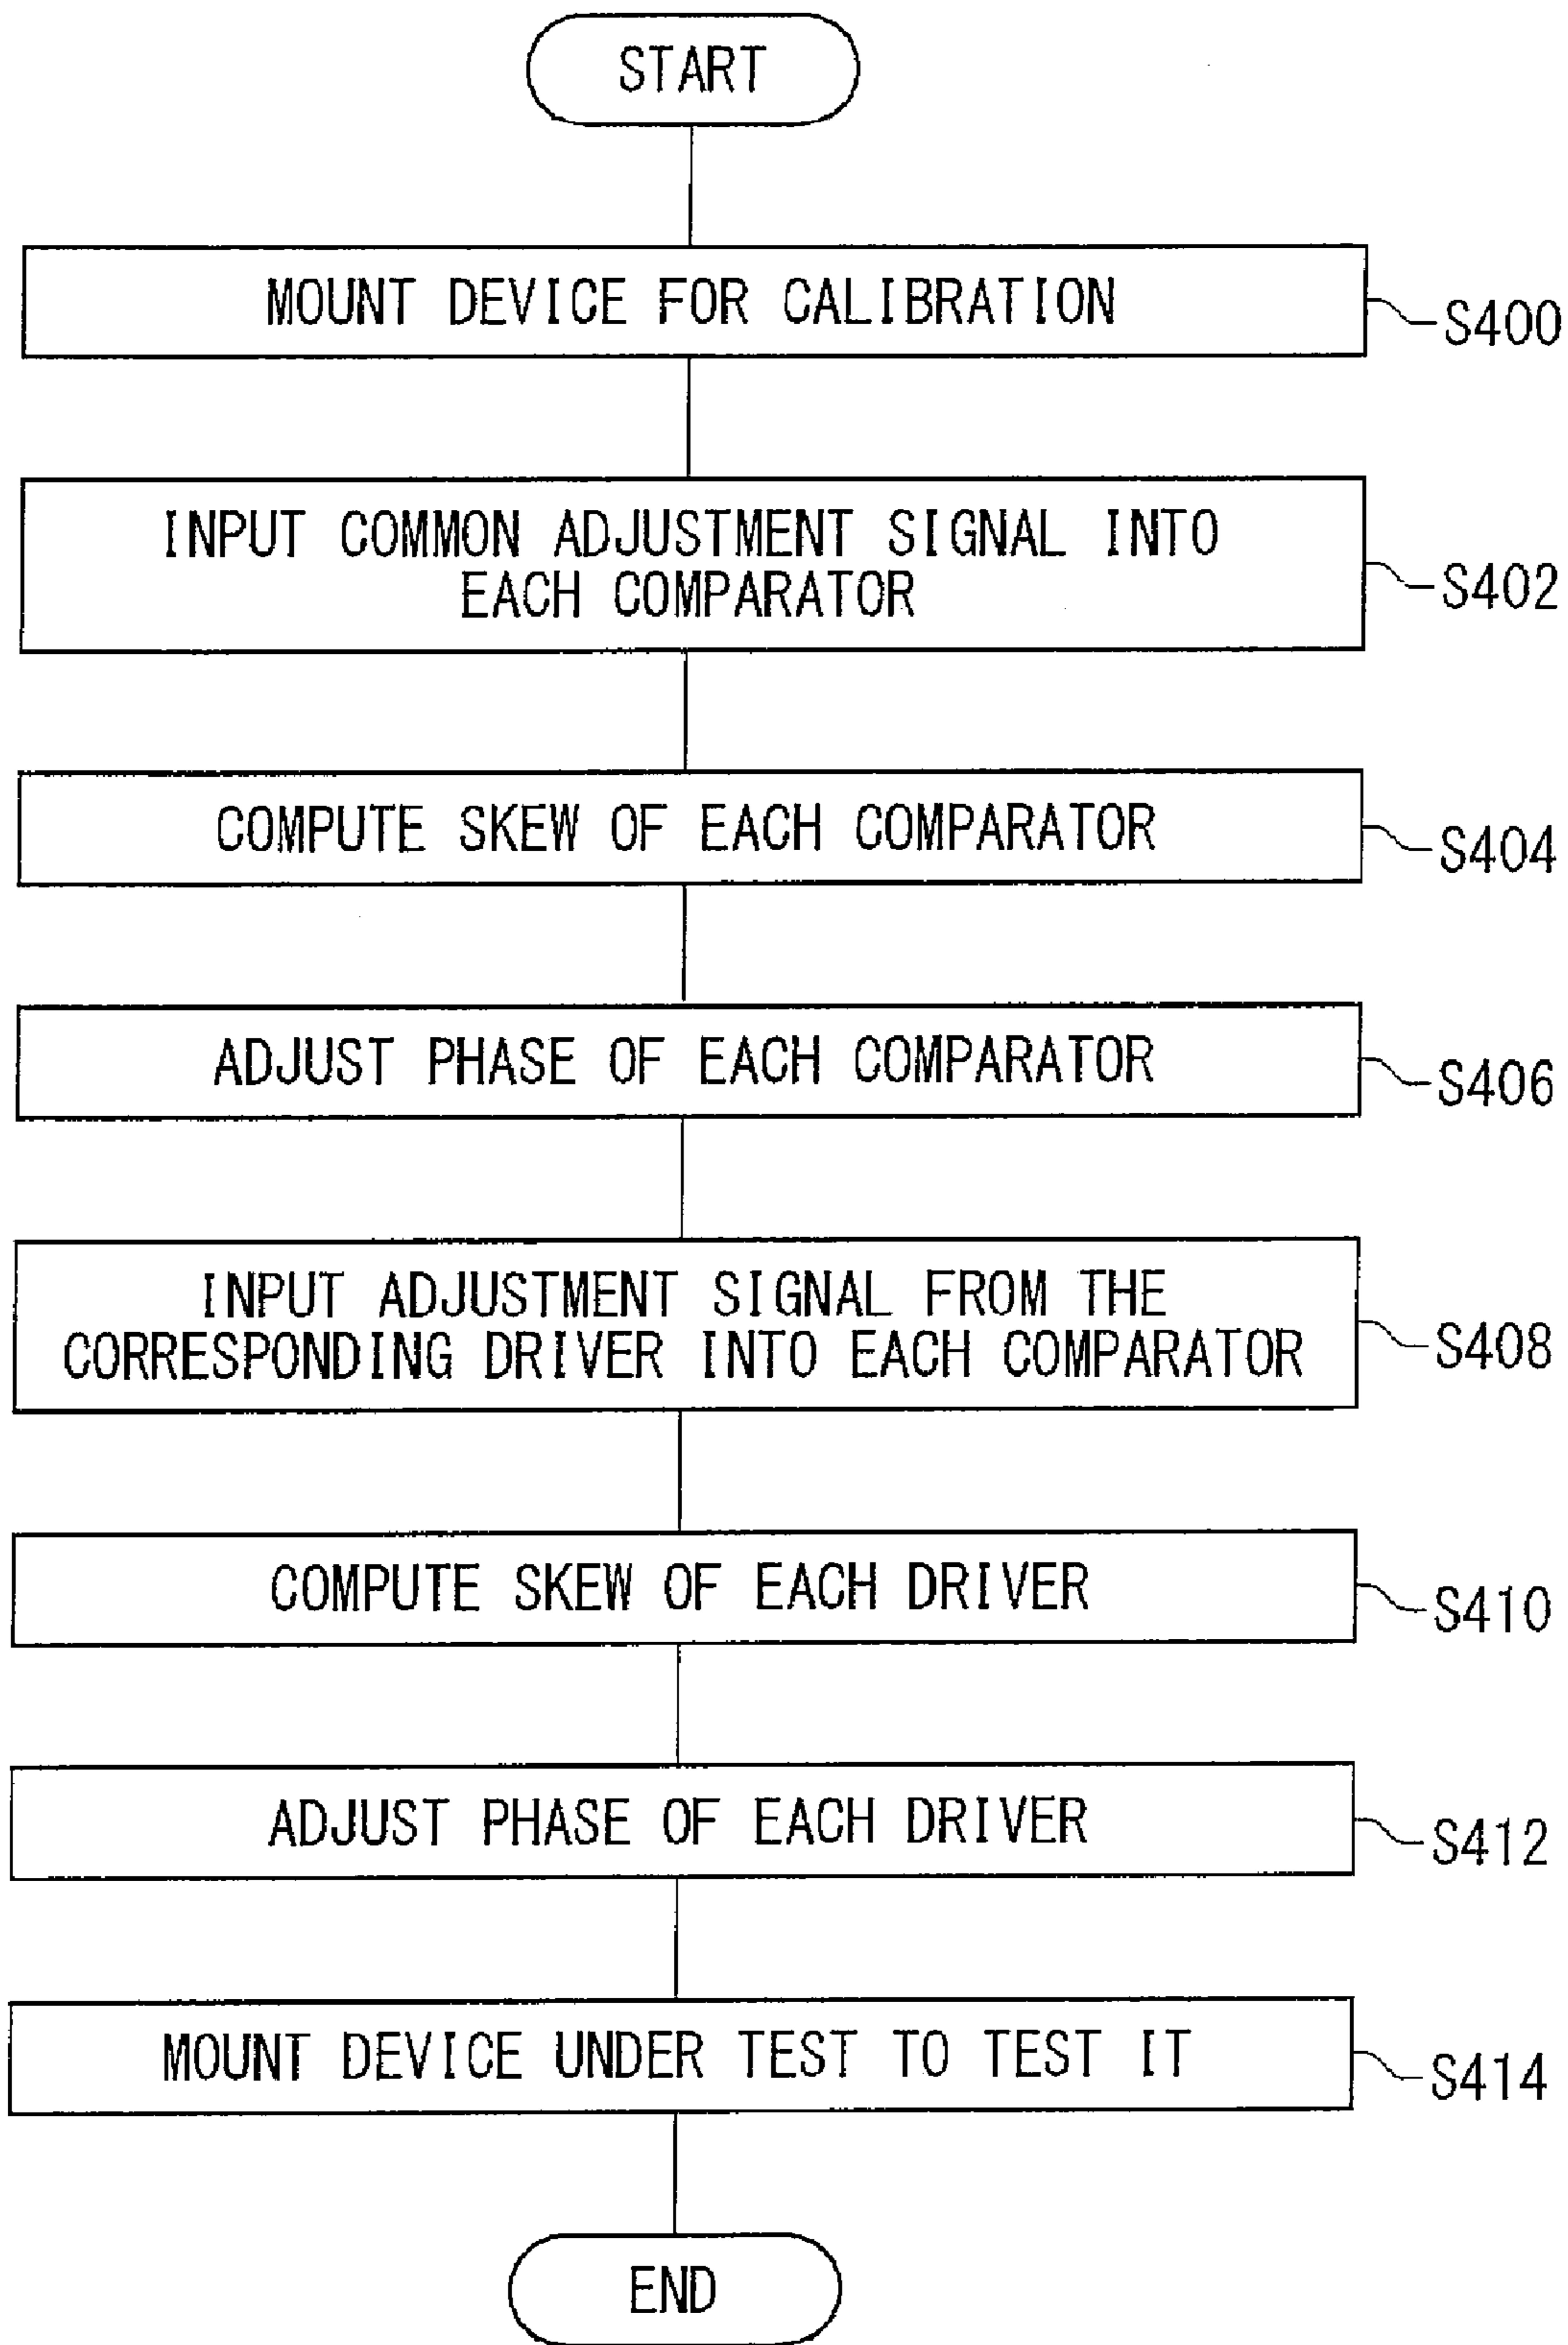 START
MOUNT DEVICE FOR CALIBRATION
S400
INPUT COMMON ADJUSTMENT SIGNAL INTO
EACH COMPARATOR
S402
COMPUTE SKEW OF EACH COMPARATOR
S404
ADJUST PHASE OF EACH COMPARATOR
S406
INPUT ADJUSTMENT SIGNAL FROM THE
CORRESPONDING DRIVER INTO EACH COMPARATOR
S408
COMPUTE SKEW OF EACH DRIVER
S410
ADJUST PHASE OF EACH DRIVER
S412
MOUNT DEVICE UNDER TEST TO TEST IT
S414
END